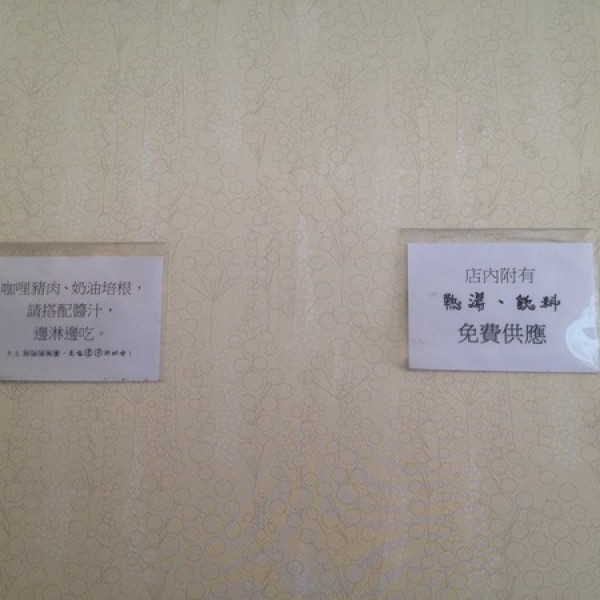 咖哩豬肉、奶油培根，
請搭配醬汁，
邊淋邊吃。
P.S.
店內附有
熱湯、飲料
免費供應